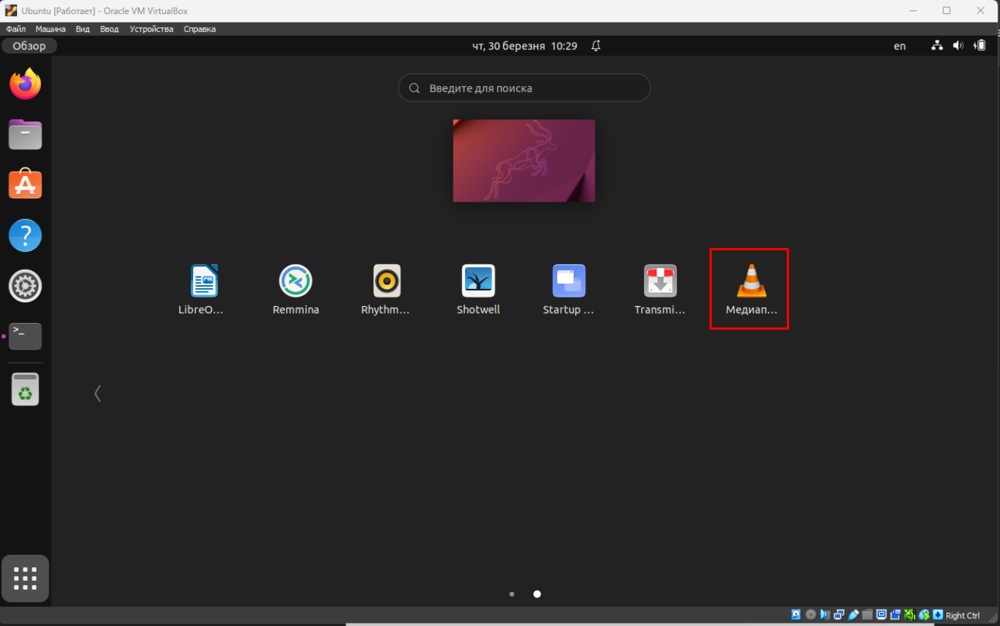 Ubuntu [Работает] - Oracle VM VirtualBox
Файл Машина Вид Ввод Устройства Справка
Обзор чт, 30 березня 10:29 en
Введите для поиска
LibreO... Remmina Rhythm... Shotwell Startup ... Transmi... Медиап...
Right Ctrl